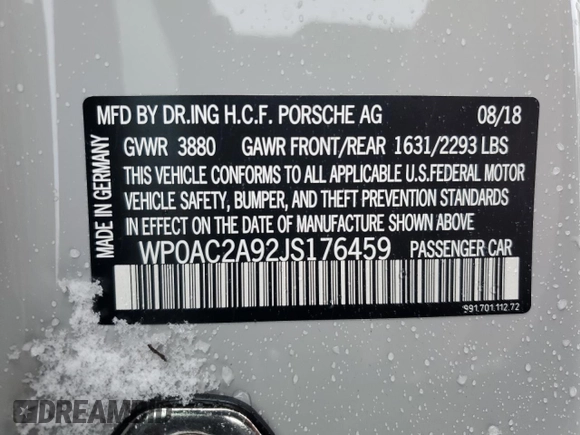 MFD BY DR.ING H.C.F. PORSCHE AG 08/18
GVWR 3880 GAWR FRONT/REAR 1631/2293 LBS
THIS VEHICLE CONFORMS TO ALL APPLICABLE U.S.FEDERAL MOTOR
VEHICLE SAFETY, BUMPER, AND THEFT PREVENTION STANDARDS
IN EFFECT ON THE DATE OF MANUFACTURE SHOWN ABOVE.
MADE IN GERMANY
WP0AC2A92JS176459 PASSENGER CAR
991.701.112.72